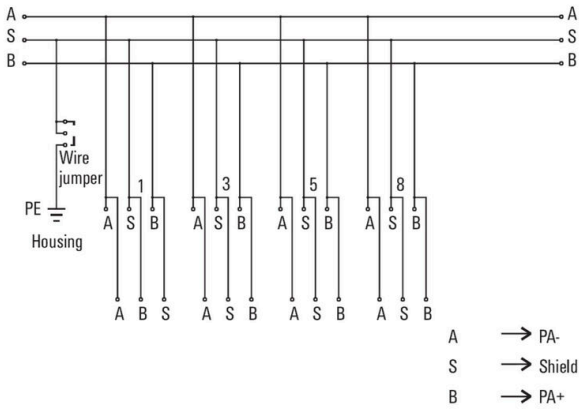 A A
S S
B B
Wire
jumper
PE
Housing
1 3 5 8
A S B A S B A S B A S B
A B S A S B A S B A S B
A PA-
S Shield
B PA+